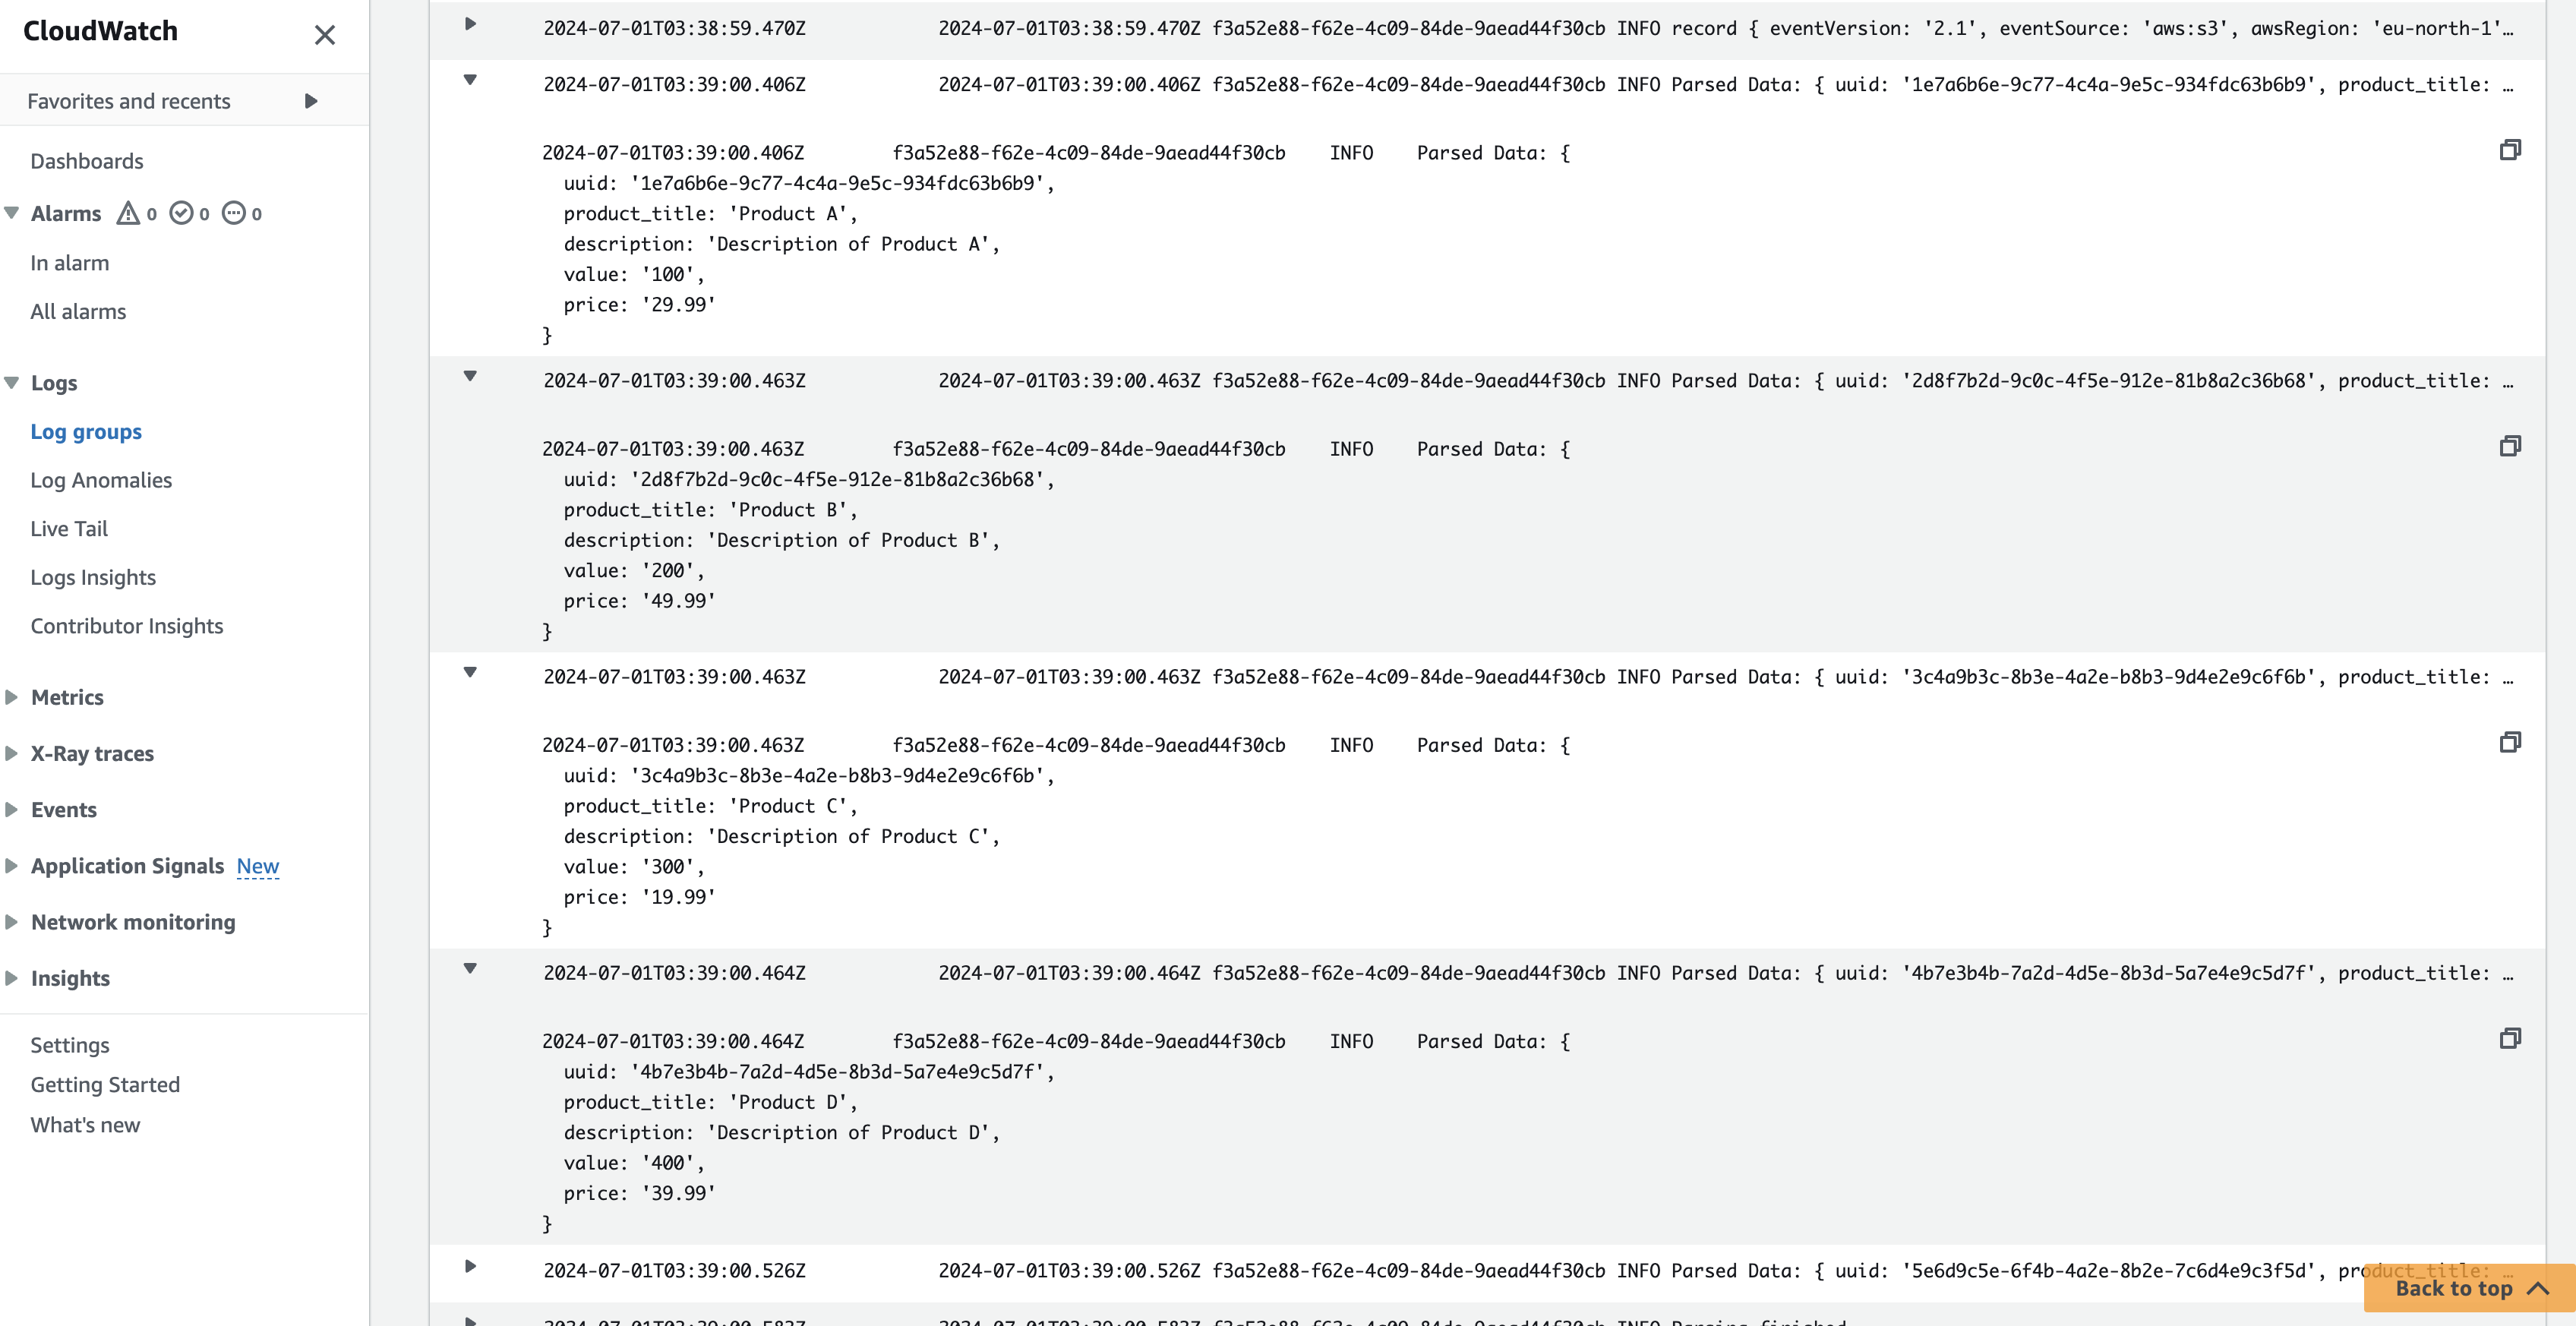 CloudWatch
Favorites and recents
Dashboards
Alarms 0 0 0
In alarm
All alarms
Logs
Log groups
Log Anomalies
Live Tail
Logs Insights
Contributor Insights
Metrics
X-Ray traces
Events
Application Signals New
Network monitoring
Insights
Settings
Getting Started
What's new
2024-07-01T03:38:59.470Z 2024-07-01T03:38:59.470Z f3a52e88-f62e-4c09-84de-9aead44f30cb INFO record { eventVersion: '2.1', eventSource: 'aws:s3', awsRegion: 'eu-north-1'…
2024-07-01T03:39:00.406Z 2024-07-01T03:39:00.406Z f3a52e88-f62e-4c09-84de-9aead44f30cb INFO Parsed Data: { uuid: '1e7a6b6e-9c77-4c4a-9e5c-934fdc63b6b9', product_title: …
2024-07-01T03:39:00.406Z f3a52e88-f62e-4c09-84de-9aead44f30cb INFO Parsed Data: {
uuid: '1e7a6b6e-9c77-4c4a-9e5c-934fdc63b6b9',
product_title: 'Product A',
description: 'Description of Product A',
value: '100',
price: '29.99'
}
2024-07-01T03:39:00.463Z 2024-07-01T03:39:00.463Z f3a52e88-f62e-4c09-84de-9aead44f30cb INFO Parsed Data: { uuid: '2d8f7b2d-9c0c-4f5e-912e-81b8a2c36b68', product_title: …
2024-07-01T03:39:00.463Z f3a52e88-f62e-4c09-84de-9aead44f30cb INFO Parsed Data: {
uuid: '2d8f7b2d-9c0c-4f5e-912e-81b8a2c36b68',
product_title: 'Product B',
description: 'Description of Product B',
value: '200',
price: '49.99'
}
2024-07-01T03:39:00.463Z 2024-07-01T03:39:00.463Z f3a52e88-f62e-4c09-84de-9aead44f30cb INFO Parsed Data: { uuid: '3c4a9b3c-8b3e-4a2e-b8b3-9d4e2e9c6f6b', product_title: …
2024-07-01T03:39:00.463Z f3a52e88-f62e-4c09-84de-9aead44f30cb INFO Parsed Data: {
uuid: '3c4a9b3c-8b3e-4a2e-b8b3-9d4e2e9c6f6b',
product_title: 'Product C',
description: 'Description of Product C',
value: '300',
price: '19.99'
}
2024-07-01T03:39:00.464Z 2024-07-01T03:39:00.464Z f3a52e88-f62e-4c09-84de-9aead44f30cb INFO Parsed Data: { uuid: '4b7e3b4b-7a2d-4d5e-8b3d-5a7e4e9c5d7f', product_title: …
2024-07-01T03:39:00.464Z f3a52e88-f62e-4c09-84de-9aead44f30cb INFO Parsed Data: {
uuid: '4b7e3b4b-7a2d-4d5e-8b3d-5a7e4e9c5d7f',
product_title: 'Product D',
description: 'Description of Product D',
value: '400',
price: '39.99'
}
2024-07-01T03:39:00.526Z 2024-07-01T03:39:00.526Z f3a52e88-f62e-4c09-84de-9aead44f30cb INFO Parsed Data: { uuid: '5e6d9c5e-6f4b-4a2e-8b2e-7c6d4e9c3f5d', product_title: …
Back to top